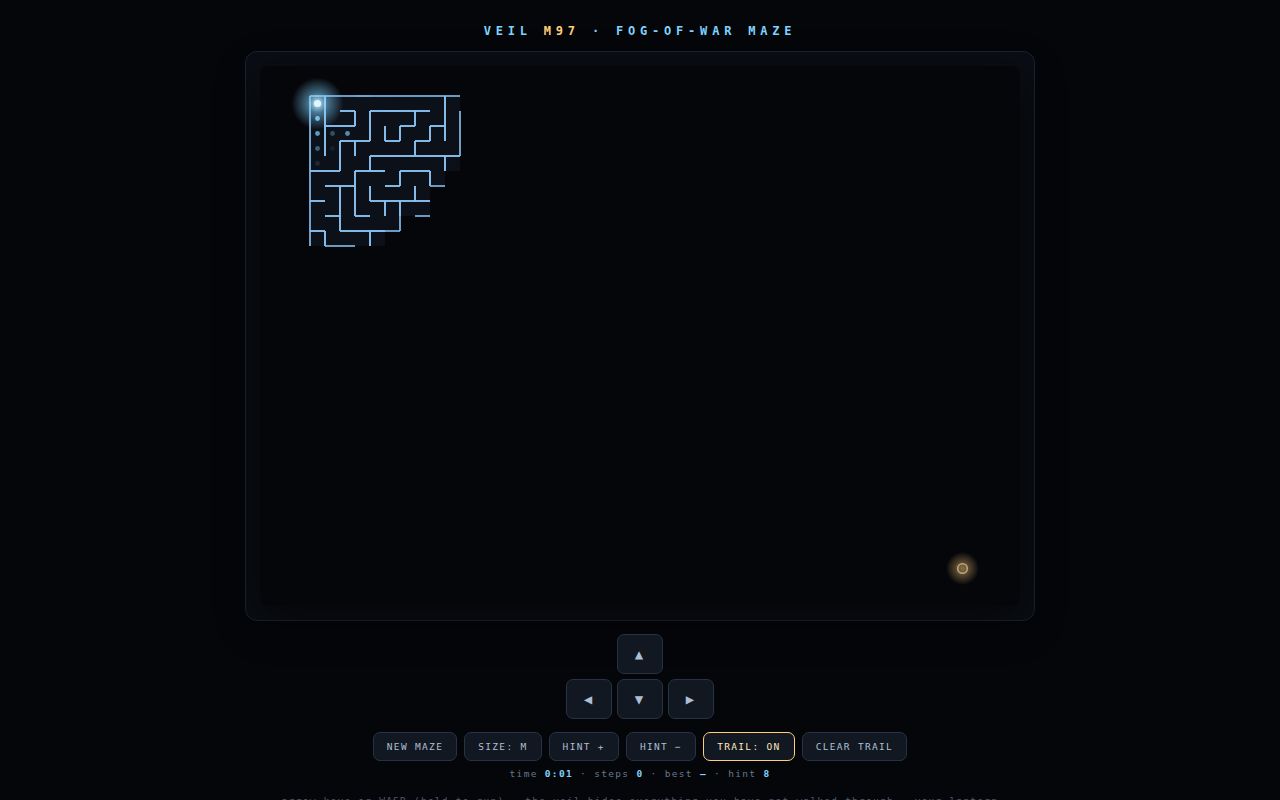 VEIL M97 · FOG-OF-WAR MAZE
▲
◀ ▼ ▶
NEW MAZE SIZE: M HINT + HINT − TRAIL: ON CLEAR TRAIL
time 0:01 · steps 0 · best — · hint 8